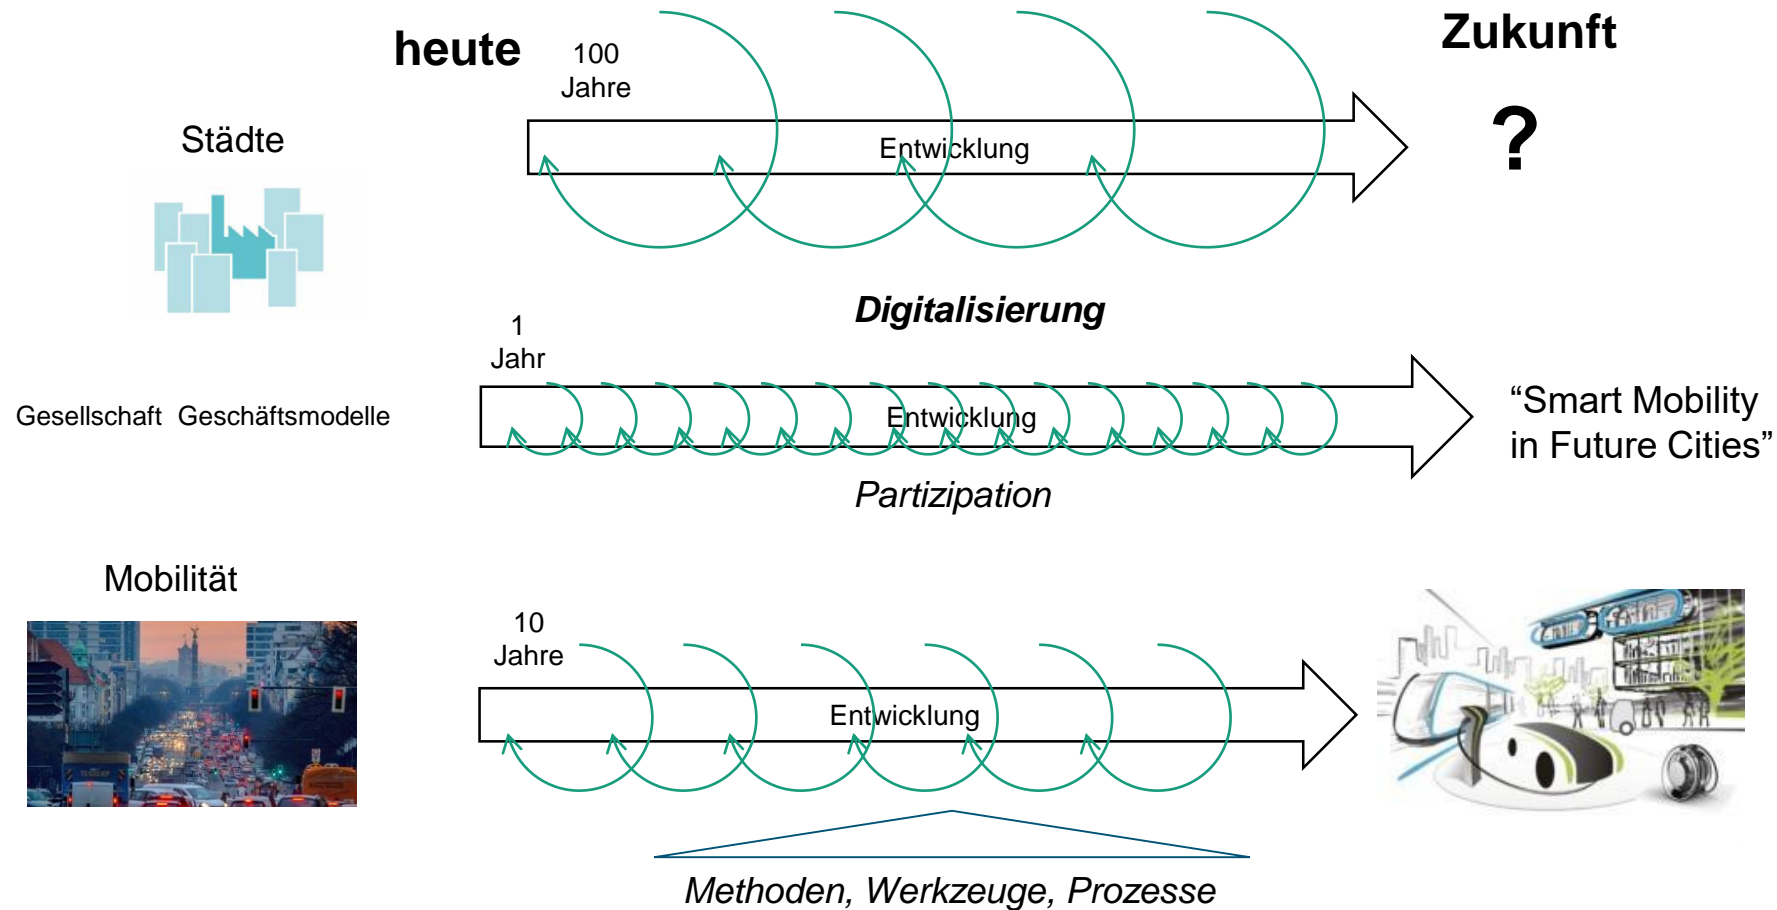 heute
100
Jahre
Zukunft
?
Städte
Entwicklung
Digitalisierung
1
Jahr
Gesellschaft Geschäftsmodelle
Entwicklung
“Smart Mobility
in Future Cities”
Partizipation
Mobilität
10
Jahre
Entwicklung
Methoden, Werkzeuge, Prozesse